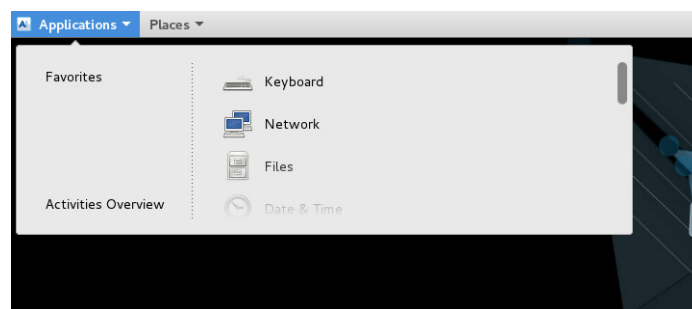 Applications Places
Favorites
Keyboard
Network
Files
Activities Overview
Date & Time